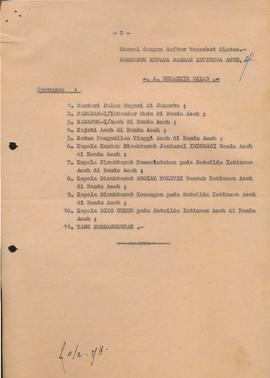 - 2 -
Sesuai dengan daftar tersebut diatas.-
GUBERNUR KEPALA DAERAH ISTIMEWA ACEH,
-. A. MUZAKKIR WALAD .-
Tembusan :
1. Menteri Dalam Negeri di Jakarta ;
2. PANGDAM-I/Iskandar Muda di Banda Aceh ;
3. KADAPOL-I/Aceh di Banda Aceh ;
4. Kajati Aceh di Banda Aceh ;
5. Ketua Pengadilan Tinggi Aceh di Banda Aceh ;
6. Kepala Kantor Direktorat Jenderal IMIGRASI Banda Aceh
di Banda Aceh ;
7. Kepala Direktorat Pemerintahan pada Setwilda Istimewa
Aceh di Banda Aceh ;
8. Kepala Direktorat SOSIAL POLITIK Daerah Istimewa Aceh
di Banda Aceh ;
9. Kepala Direktorat Keuangan pada Setwilda Istimewa
Aceh di Banda Aceh ;
10. Kepala BIRO HUKUM pada Setwilda Istimewa Aceh di Banda
Aceh ;
11. YANG BERSANGKUTAN .-